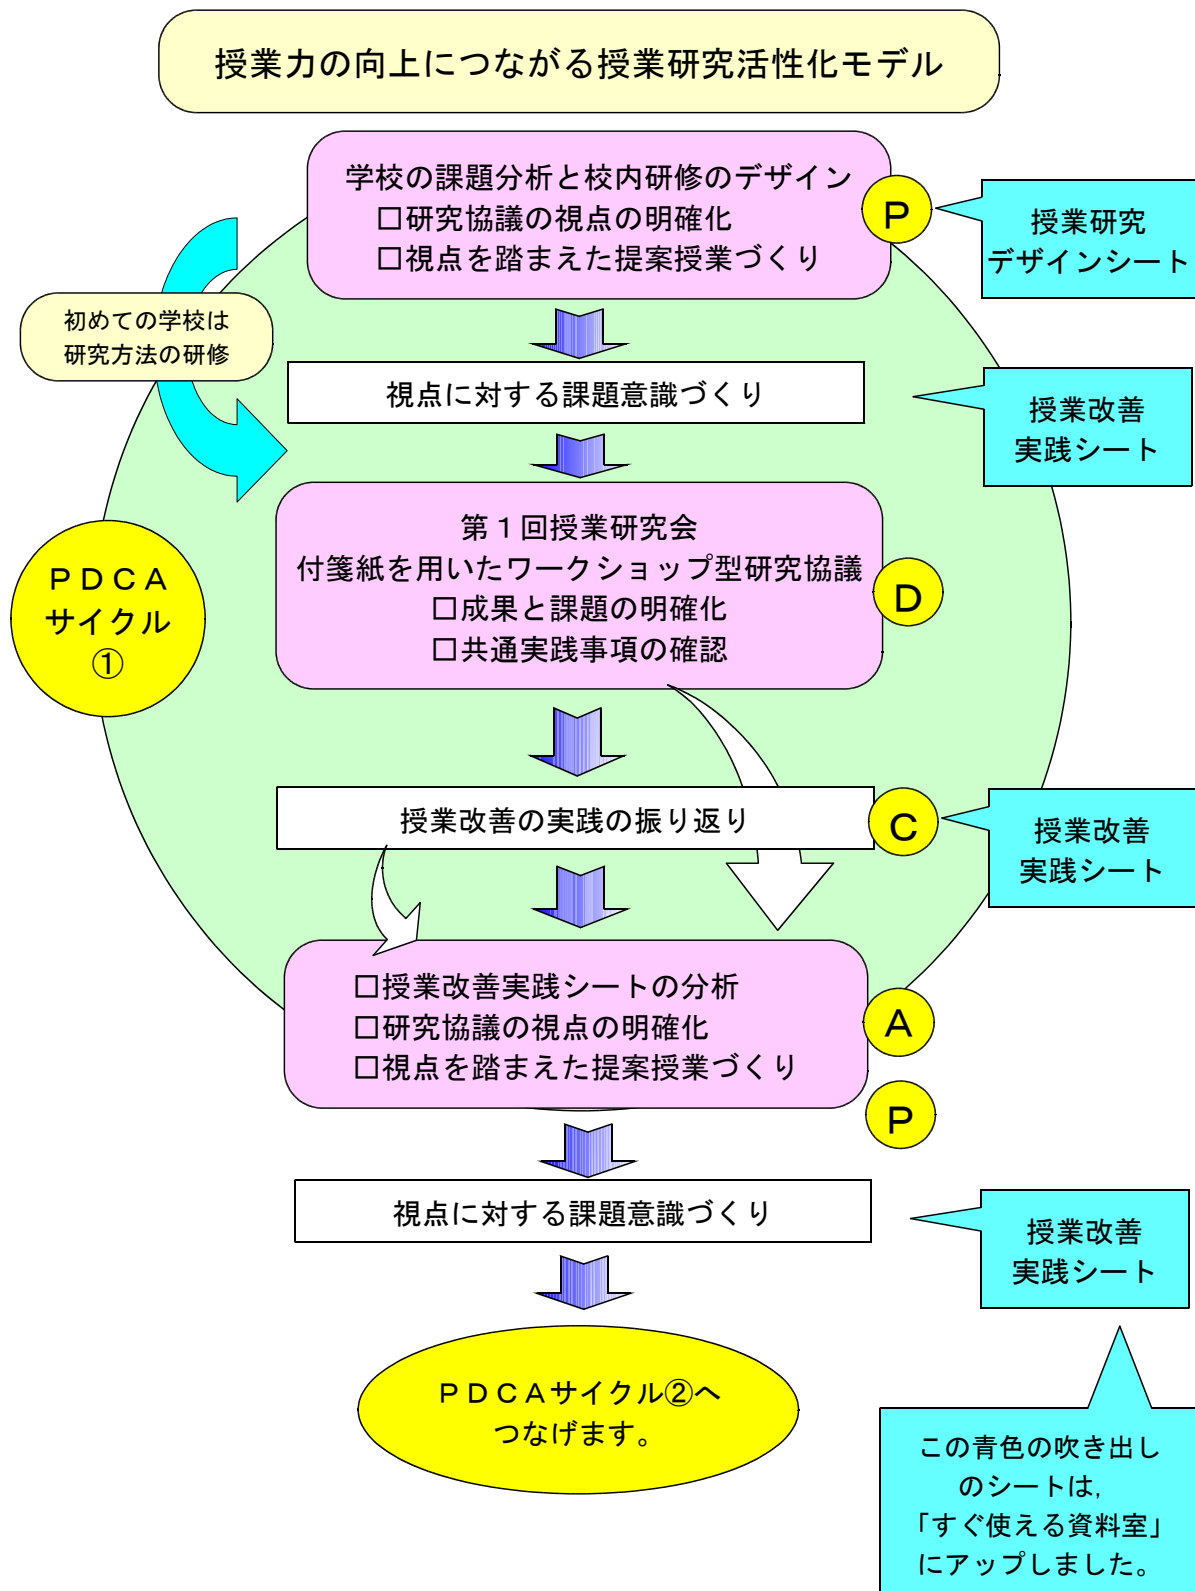 授業力の向上につながる授業研究活性化モデル
学校の課題分析と校内研修のデザイン
□研究協議の視点の明確化
□視点を踏まえた提案授業づくり
Ｐ
授業研究
デザインシート
初めての学校は
研究方法の研修
視点に対する課題意識づくり
授業改善
実践シート
第１回授業研究会
付箋紙を用いたワークショップ型研究協議
□成果と課題の明確化
□共通実践事項の確認
Ｄ
ＰＤＣＡ
サイクル
①
授業改善の実践の振り返り
Ｃ
授業改善
実践シート
□授業改善実践シートの分析
□研究協議の視点の明確化
□視点を踏まえた提案授業づくり
Ａ
Ｐ
視点に対する課題意識づくり
授業改善
実践シート
ＰＤＣＡサイクル②へ
つなげます。
この青色の吹き出し
のシートは，
「すぐ使える資料室」
にアップしました。